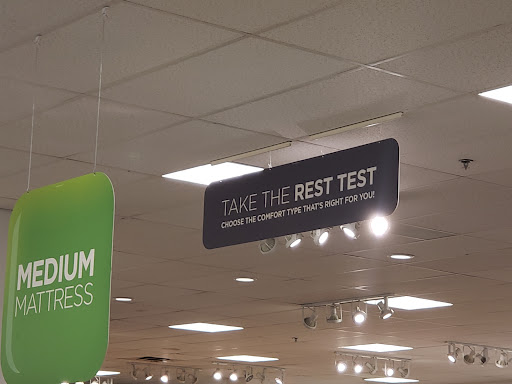 MEDIUM
MATTRESS
TAKE THE REST TEST
CHOOSE THE COMFORT TYPE THAT'S RIGHT FOR YOU!